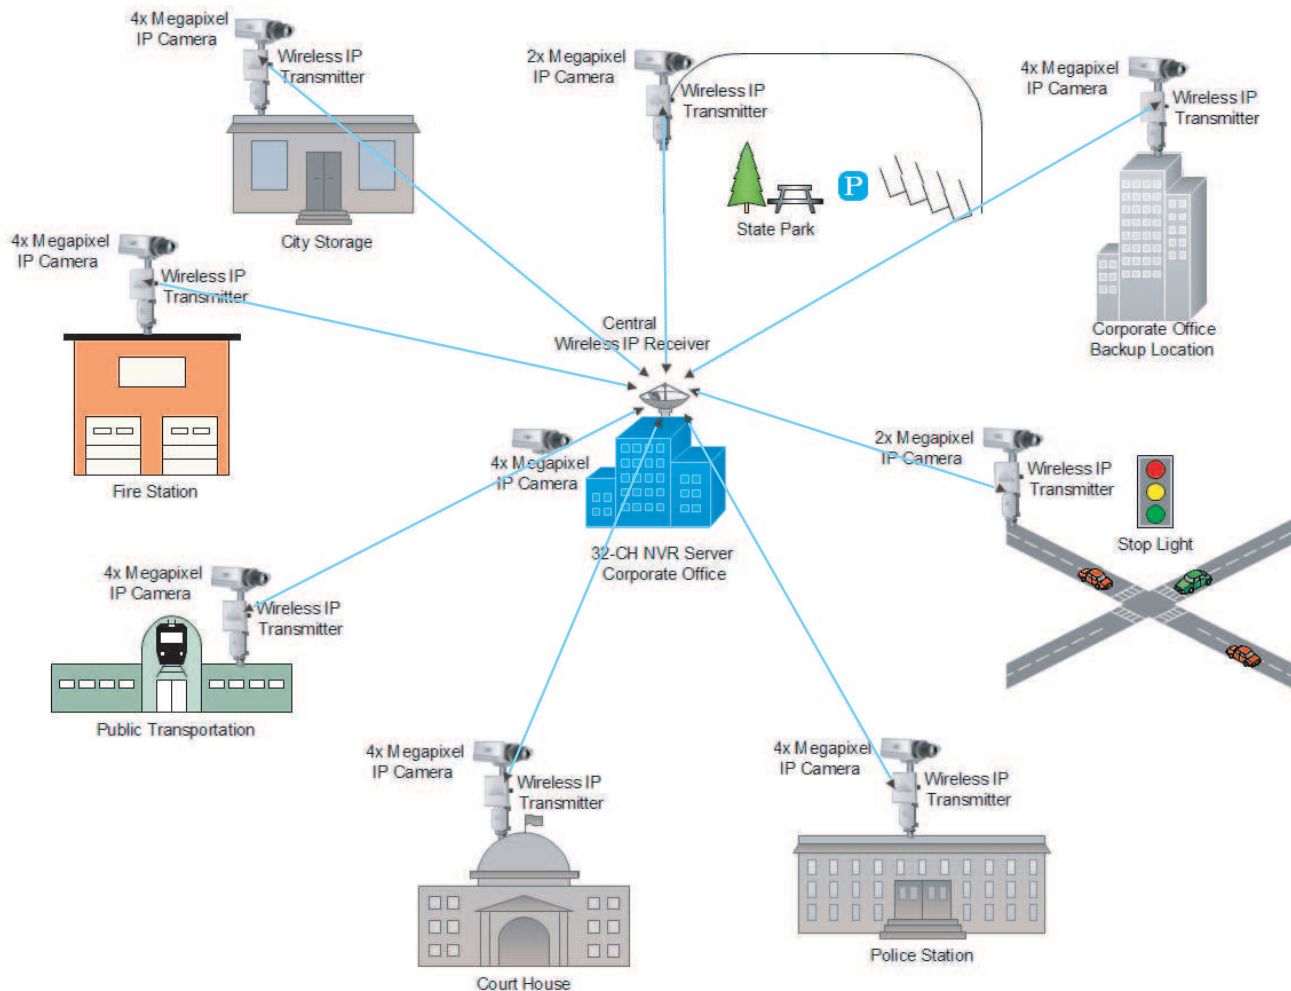 4x Megapixel
IP Camera
Wireless IP
Transmitter
City Storage
2x Megapixel
IP Camera
Wireless IP
Transmitter
P
State Park
4x Megapixel
IP Camera
Wireless IP
Transmitter
Corporate Office
Backup Location
4x Megapixel
IP Camera
Wireless IP
Transmitter
Fire Station
Central
Wireless IP Receiver
4x Megapixel
IP Camera
32-CH NVR Server
Corporate Office
2x Megapixel
IP Camera
Wireless IP
Transmitter
Stop Light
4x Megapixel
IP Camera
Wireless IP
Transmitter
Public Transportation
4x Megapixel
IP Camera
Wireless IP
Transmitter
Court House
4x Megapixel
IP Camera
Wireless IP
Transmitter
Police Station